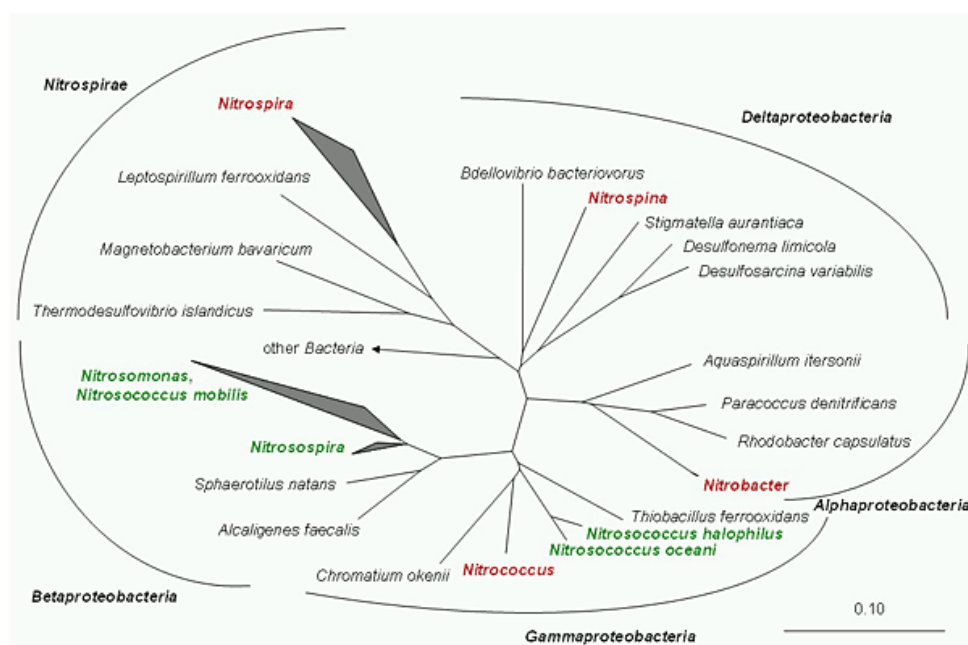 Nitrospirae
Nitrospira
Deltaproteobacteria
Leptospirillum ferrooxidans
Bdellovibrio bacteriovorus
Nitrospina
Stigmatella aurantiaca
Magnetobacterium bavaricum
Desulfonema limicola
Desulfosarcina variabilis
Thermodesulfovibrio islandicus
other Bacteria
Aquaspirillum itersonii
Nitrosomonas,
Nitrosococcus mobilis
Paracoccus denitrificans
Nitrosospira
Rhodobacter capsulatus
Sphaerotilus natans
Nitrobacter
Alphaproteobacteria
Thiobacillus ferrooxidans
Alcaligenes faecalis
Nitrosococcus halophilus
Nitrosococcus oceani
Chromatium okenii
Nitrococcus
Betaproteobacteria
0.10
Gammaproteobacteria